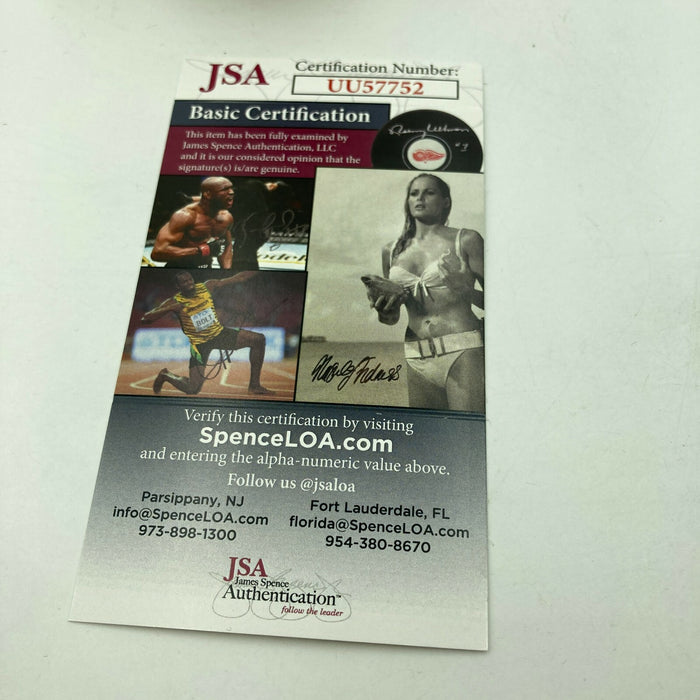 JSA
Certification Number:
UU57752
Basic Certification
This item has been fully examined by
James Spence Authentication, LLC
and it is our considered opinion that the
signature(s) is/are genuine.
BOLT
Verify this certification by visiting
SpenceLOA.com
and entering the alpha-numeric value above.
Follow us @jsaloa
Parsippany, NJ
info@SpenceLOA.com
973-898-1300
Fort Lauderdale, FL
florida@SpenceLOA.com
954-380-8670
JSA
James Spence
Authentication™
follow the leader